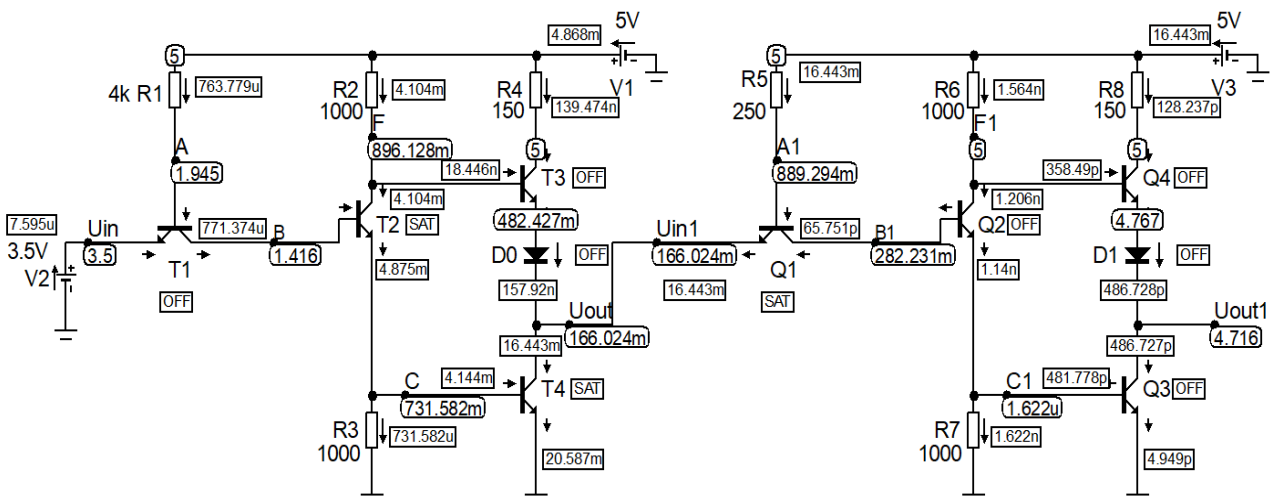 5V
4.868m
V1
5
4k R1
763.779u
R2
1000
4.104m
R4
150
139.474n
F
896.128m
A
1.945
18.446n
T3
OFF
4.104m
482.427m
7.595u
Uin
3.5V
3.5
V2
771.374u
B
1.416
T2
SAT
T1
OFF
4.875m
D0
OFF
157.92n
Uout
166.024m
16.443m
4.144m
T4
SAT
C
731.582m
R3
1000
731.582u
20.587m
5V
16.443m
V3
5
R5
250
16.443m
R6
1000
1.564n
R8
150
128.237p
F1
5
5
5
A1
889.294m
358.49p
Q4
OFF
1.206n
4.767
Uin1
166.024m
65.751p
B1
282.231m
Q2
OFF
Q1
16.443m
SAT
1.14n
D1
OFF
486.728p
Uout1
4.716
486.727p
481.778p
Q3
OFF
C1
1.622u
R7
1000
1.622n
4.949p